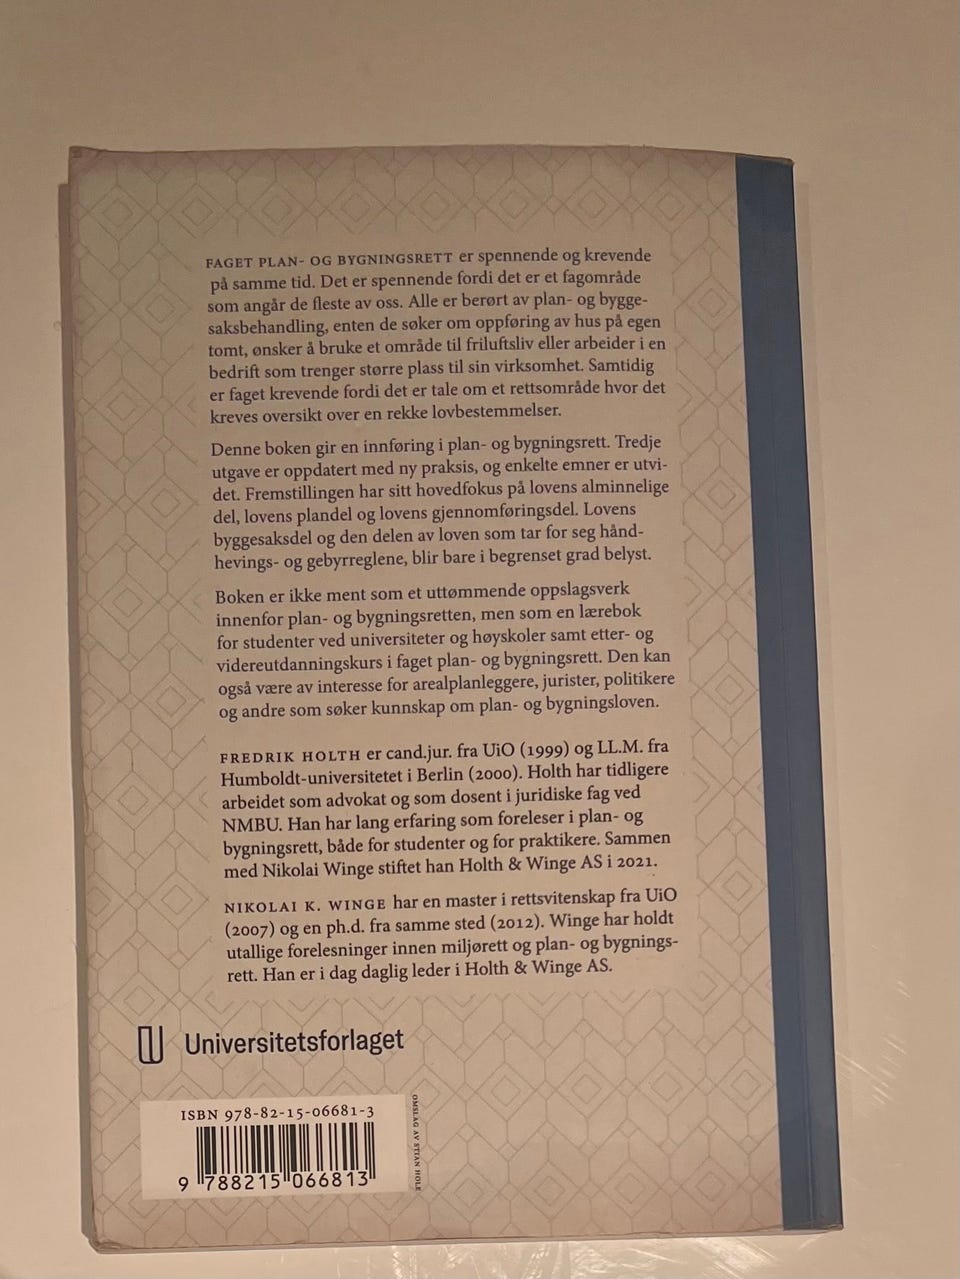 FAGET PLAN- OG BYGNINGSRETT er spennende og krevende
på samme tid. Det er spennende fordi det er et fagområde
som angår de fleste av oss. Alle er berørt av plan- og bygge-
saksbehandling, enten de søker om oppføring av hus på egen
tomt, ønsker å bruke et område til friluftsliv eller arbeider i en
bedrift som trenger større plass til sin virksomhet. Samtidig
er faget krevende fordi det er tale om et rettsområde hvor det
kreves oversikt over en rekke lovbestemmelser.
Denne boken gir en innføring i plan- og bygningsrett. Tredje
utgave er oppdatert med ny praksis, og enkelte emner er utvi-
det. Fremstillingen har sitt hovedfokus på lovens alminnelige
del, lovens plandel og lovens gjennomføringsdel. Lovens
byggesaksdel og den delen av loven som tar for seg hånd-
hevings- og gebyrreglene, blir bare i begrenset grad belyst.
Boken er ikke ment som et uttømmende oppslagsverk
innenfor plan- og bygningsretten, men som en lærebok
for studenter ved universiteter og høyskoler samt etter- og
videreutdanningskurs i faget plan- og bygningsrett. Den kan
også være av interesse for arealplanleggere, jurister, politikere
og andre som søker kunnskap om plan- og bygningsloven.
FREDRIK HOLTH er cand.jur. fra UiO (1999) og LL.M. fra
Humboldt-universitetet i Berlin (2000). Holth har tidligere
arbeidet som advokat og som dosent i juridiske fag ved
NMBU. Han har lang erfaring som foreleser i plan- og
bygningsrett, både for studenter og for praktikere. Sammen
med Nikolai Winge stiftet han Holth & Winge AS i 2021.
NIKOLAI K. WINGE har en master i rettsvitenskap fra UiO
(2007) og en ph.d. fra samme sted (2012). Winge har holdt
utallige forelesninger innen miljørett og plan- og bygnings-
rett. Han er i dag daglig leder i Holth & Winge AS.
Universitetsforlaget
ISBN 978-82-15-06681-3
9 788215 066813
OMSLAG AV STIAN HOLE